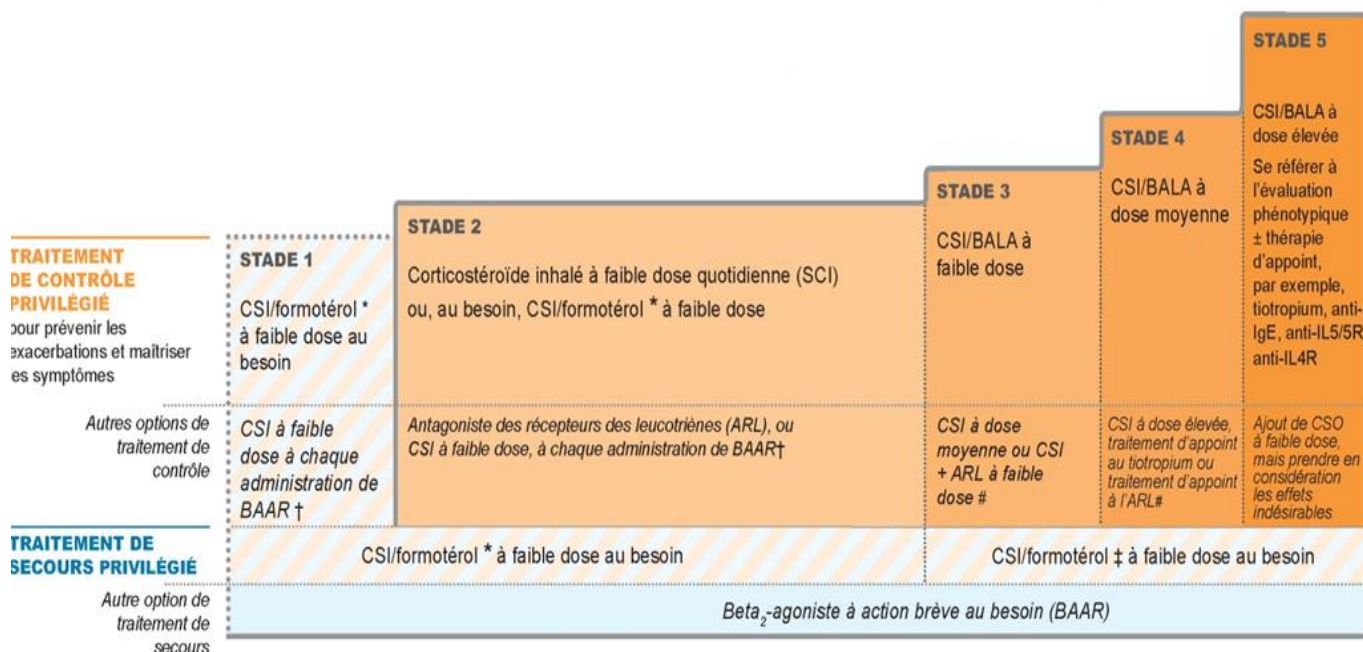 STADE 5
CSI/BALA à
dose élevée
Se référer à
l'évaluation
phénotypique
± thérapie
d'appoint,
par exemple,
tiotropium, anti-
IgE, anti-IL5/5R
anti-IL4R
STADE 4
CSI/BALA à
dose moyenne
STADE 3
CSI/BALA à
faible dose
STADE 2
Corticostéroïde inhalé à faible dose quotidienne (SCI)
ou, au besoin, CSI/formotérol * à faible dose
STADE 1
CSI/formotérol *
à faible dose au
besoin
TRAITEMENT
DE CONTRÔLE
PRIVILÉGIÉ
pour prévenir les
exacerbations et maîtriser
es symptômes
Autres options de
traitement de
contrôle
CSI à faible
dose à chaque
administration de
BAAR †
Antagoniste des récepteurs des leucotriènes (ARL), ou
CSI à faible dose, à chaque administration de BAAR†
CSI à dose
moyenne ou CSI
+ ARL à faible
dose #
CSI à dose élevée,
traitement d'appoint
au tiotropium ou
traitement d'appoint
à l'ARL#
Ajout de CSO
à faible dose,
mais prendre en
considération
les effets
indésirables
TRAITEMENT DE
SECOURS PRIVILÉGIÉ
CSI/formotérol * à faible dose au besoin
CSI/formotérol ‡ à faible dose au besoin
Autre option de
traitement de
secours
Beta₂-agoniste à action brève au besoin (BAAR)